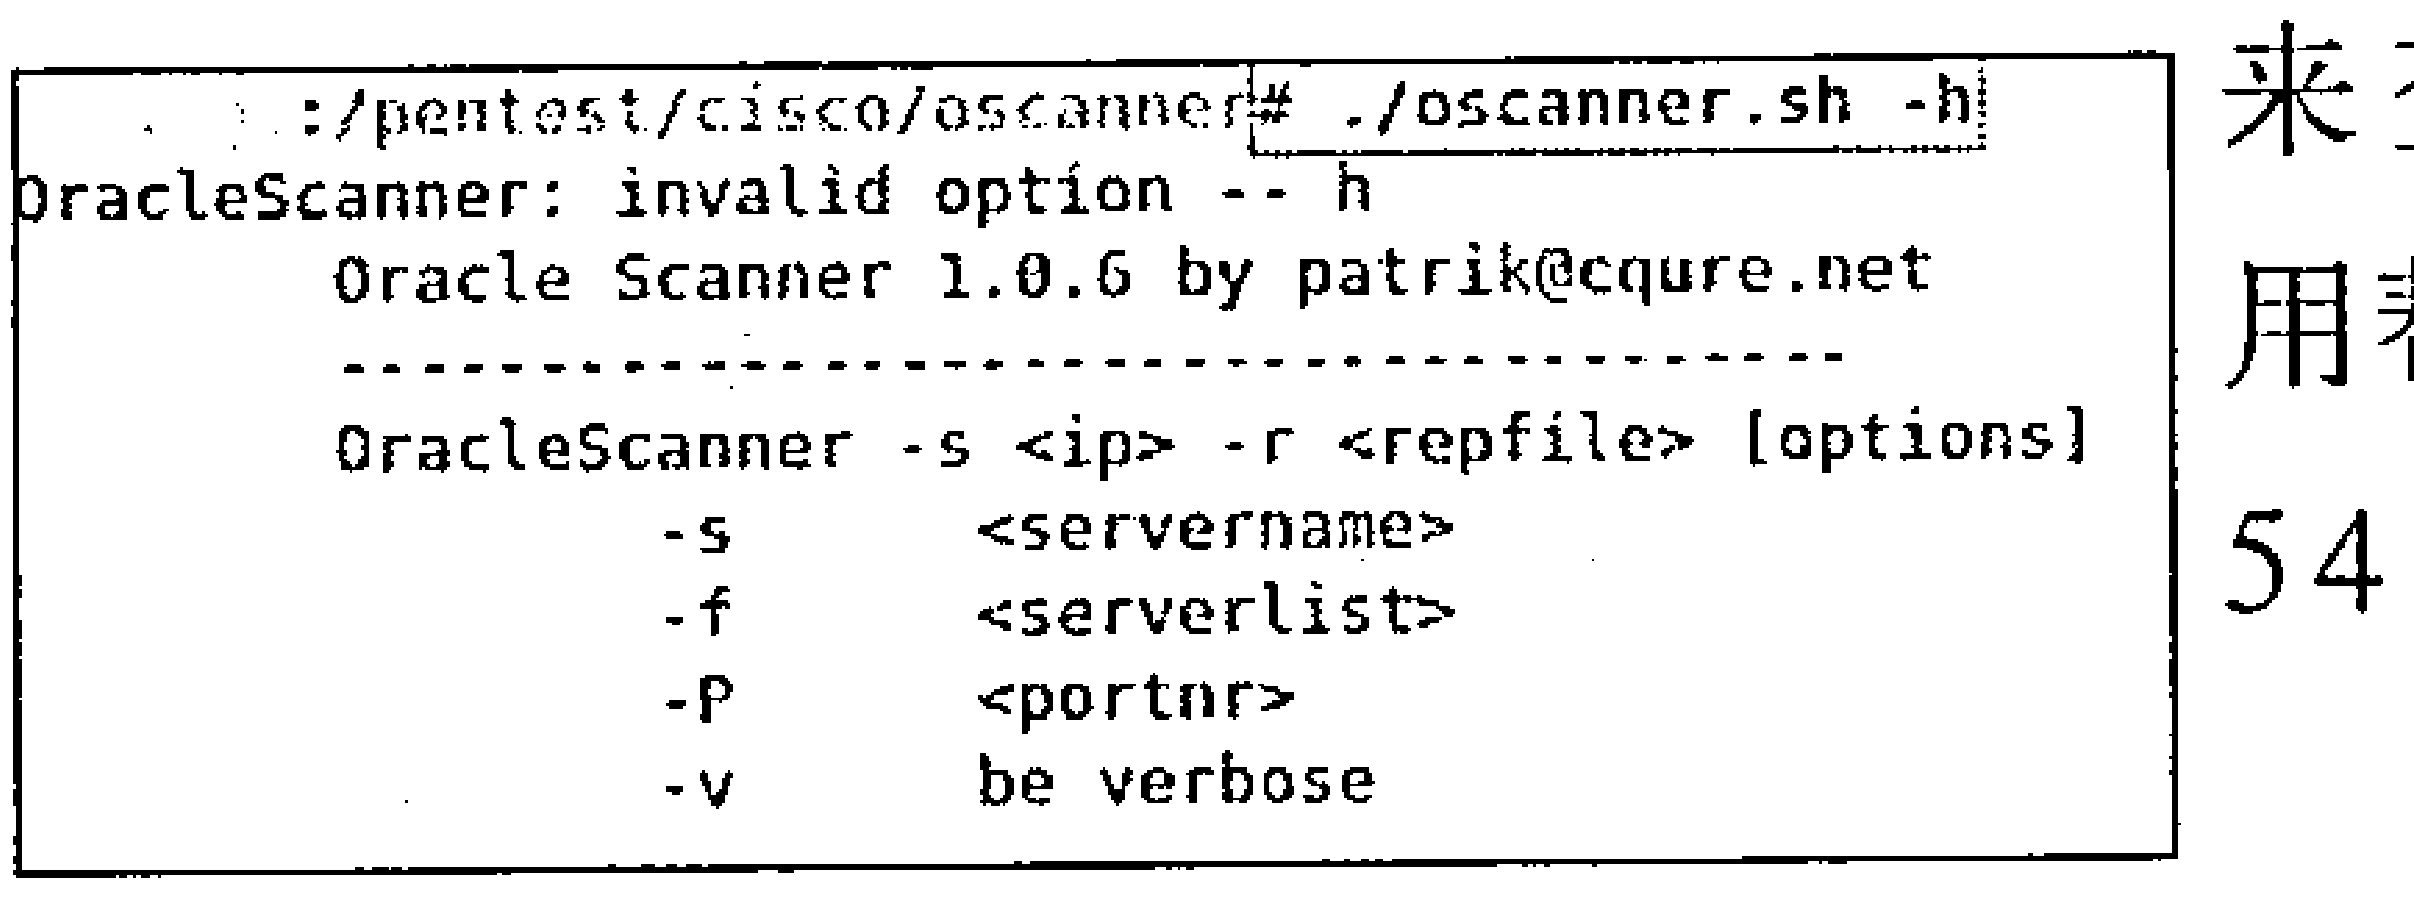 :/pentest/cisco/oscanner# ./oscanner.sh -h
OracleScanner: invalid option -- h
Oracle Scanner 1.0.6 by patrik@cqure.net
--------------------------------------
OracleScanner -s <ip> -r <repfile> [options]
-s <servername>
-f <serverlist>
-P <portnr>
-v be verbose
来
用
54